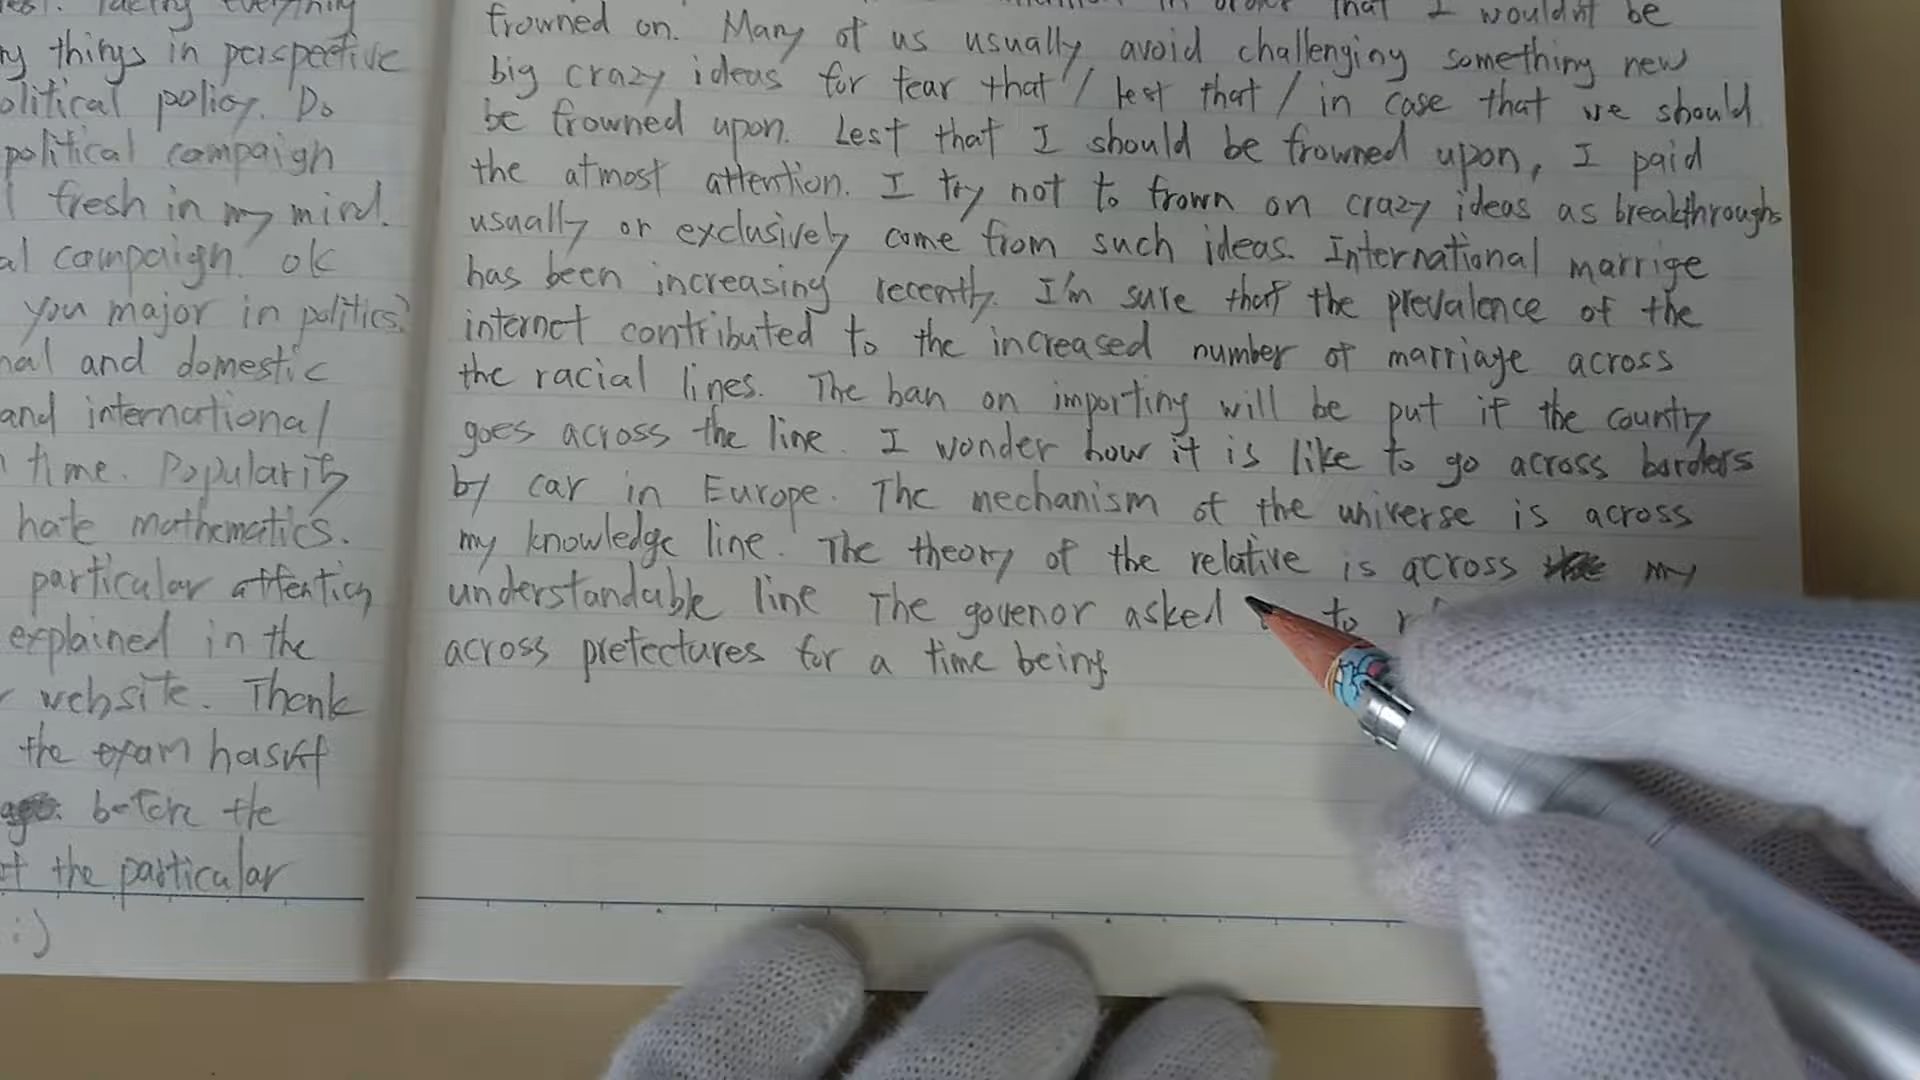 everything
things in perspective
political policy. Do
political campaign
fresh in my mind.
campaign. ok
you major in politics?
and domestic
and international
time. Popularity
hate mathematics.
particular attention
explained in the
website. Thank
the exam hasn't
before the
the particular
:)
that I wouldn't be
frowned on. Many of us usually avoid challenging something new
big crazy ideas for fear that / lest that / in case that we should
be frowned upon. Lest that I should be frowned upon, I paid
the atmost attention. I try not to frown on crazy ideas as breakthroughs
usually or exclusively come from such ideas. International marrige
has been increasing recently. I'm sure that the prevalence of the
internet contributed to the increased number of marriage across
the racial lines. The ban on importing will be put if the country
goes across the line. I wonder how it is like to go across borders
by car in Europe. The mechanism of the universe is across
my knowledge line. The theory of the relative is across my
understandable line The govenor asked to
across prefectures for a time being.